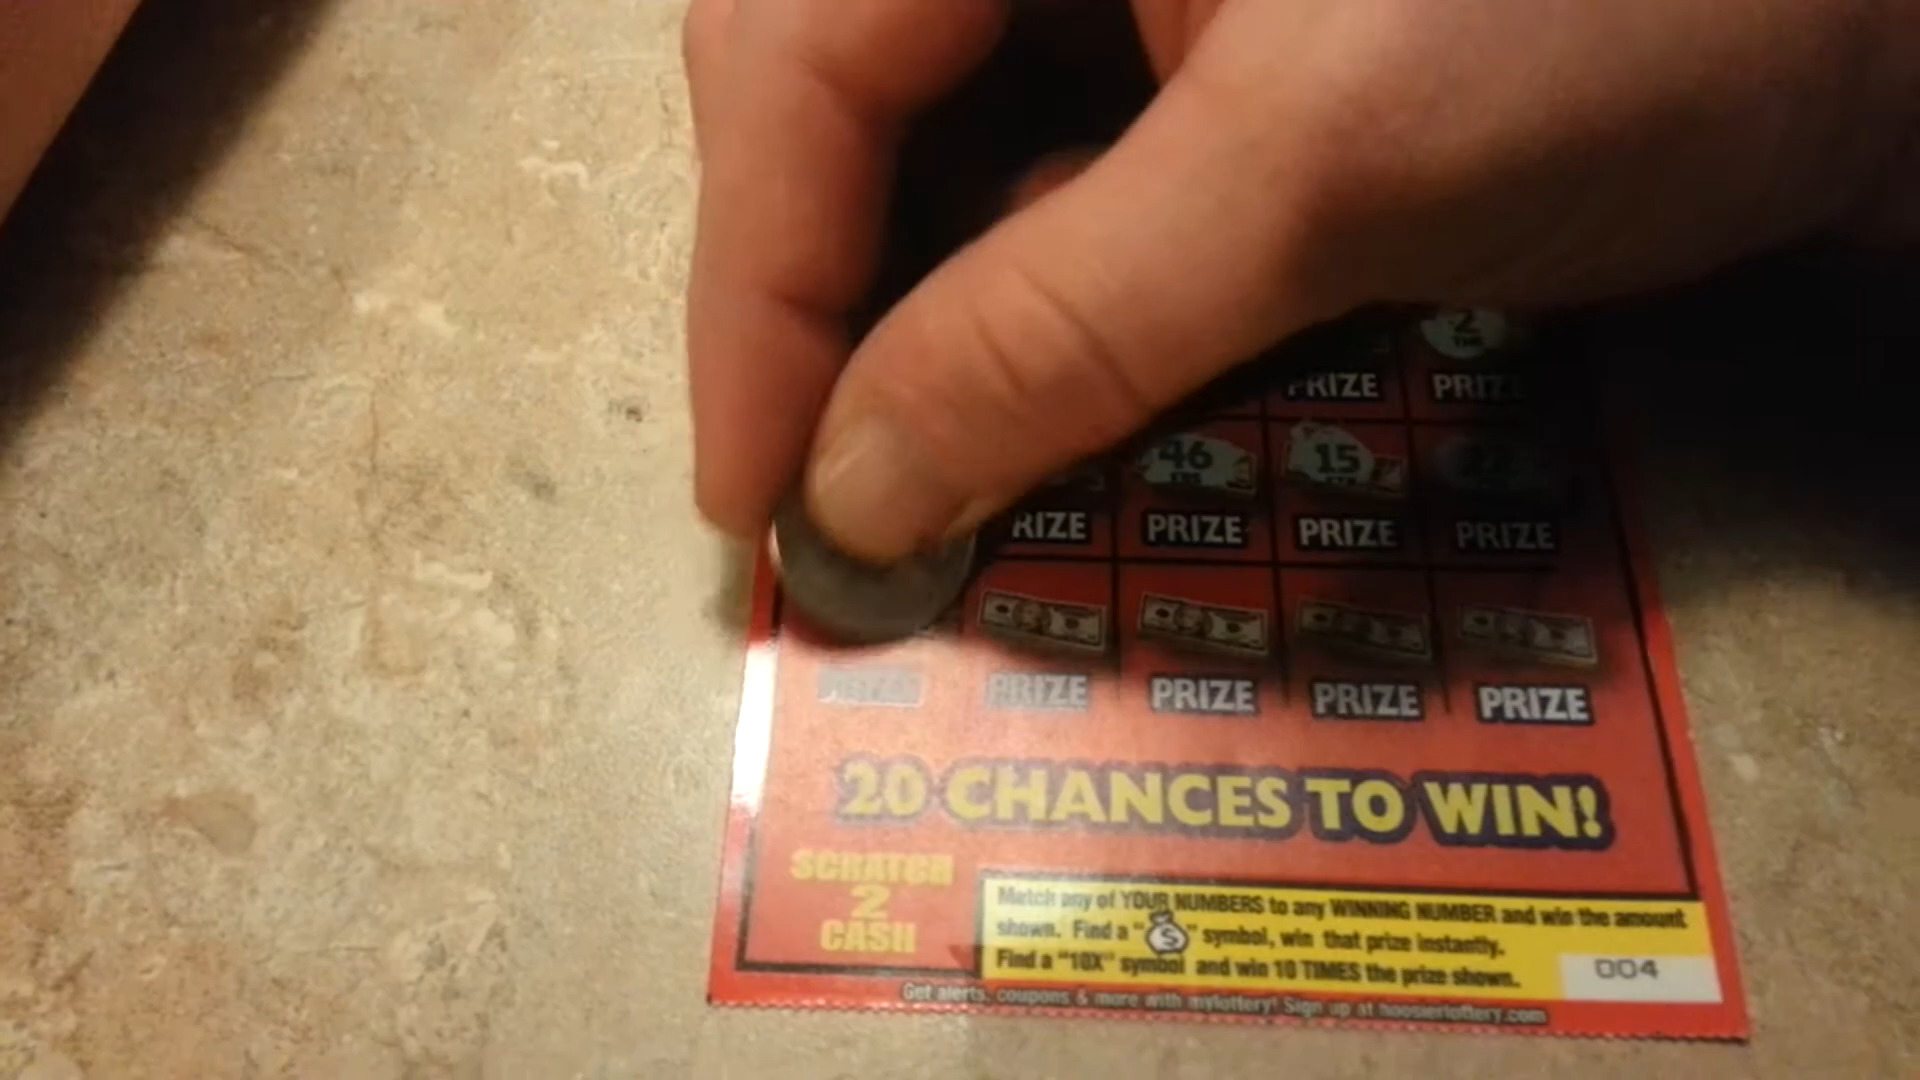 2
PRIZE PRIZE
46 15 22
RIZE PRIZE PRIZE PRIZE
PRIZE PRIZE PRIZE PRIZE PRIZE
20 CHANCES TO WIN!
SCRATCH
2
CASH
Match any of YOUR NUMBERS to any WINNING NUMBER and win the amount
shown. Find a "$" symbol, win that prize instantly.
Find a "10X" symbol and win 10 TIMES the prize shown.
004
Get alerts, coupons & more with mylottery! Sign up at hoosierlottery.com